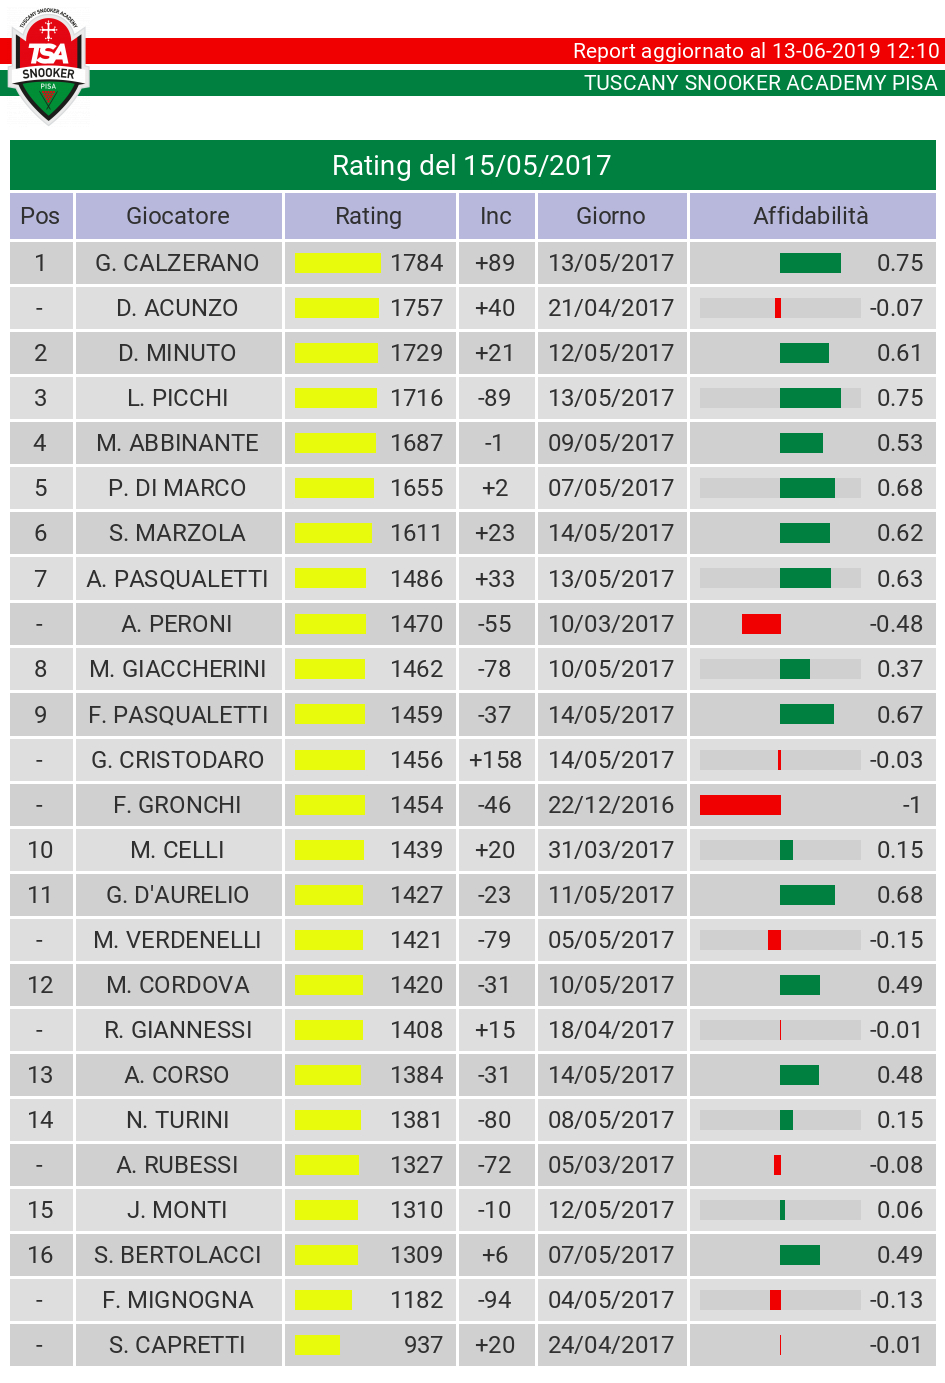 TUSCANY SNOOKER ACADEMY
TSA
SNOOKER
PISA
Report aggiornato al 13-06-2019 12:10
TUSCANY SNOOKER ACADEMY PISA
Rating del 15/05/2017
Pos Giocatore Rating Inc Giorno Affidabilità
1 G. CALZERANO 1784 +89 13/05/2017 0.75
- D. ACUNZO 1757 +40 21/04/2017 -0.07
2 D. MINUTO 1729 +21 12/05/2017 0.61
3 L. PICCHI 1716 -89 13/05/2017 0.75
4 M. ABBINANTE 1687 -1 09/05/2017 0.53
5 P. DI MARCO 1655 +2 07/05/2017 0.68
6 S. MARZOLA 1611 +23 14/05/2017 0.62
7 A. PASQUALETTI 1486 +33 13/05/2017 0.63
- A. PERONI 1470 -55 10/03/2017 -0.48
8 M. GIACCHERINI 1462 -78 10/05/2017 0.37
9 F. PASQUALETTI 1459 -37 14/05/2017 0.67
- G. CRISTODARO 1456 +158 14/05/2017 -0.03
- F. GRONCHI 1454 -46 22/12/2016 -1
10 M. CELLI 1439 +20 31/03/2017 0.15
11 G. D'AURELIO 1427 -23 11/05/2017 0.68
- M. VERDENELLI 1421 -79 05/05/2017 -0.15
12 M. CORDOVA 1420 -31 10/05/2017 0.49
- R. GIANNESSI 1408 +15 18/04/2017 -0.01
13 A. CORSO 1384 -31 14/05/2017 0.48
14 N. TURINI 1381 -80 08/05/2017 0.15
- A. RUBESSI 1327 -72 05/03/2017 -0.08
15 J. MONTI 1310 -10 12/05/2017 0.06
16 S. BERTOLACCI 1309 +6 07/05/2017 0.49
- F. MIGNOGNA 1182 -94 04/05/2017 -0.13
- S. CAPRETTI 937 +20 24/04/2017 -0.01